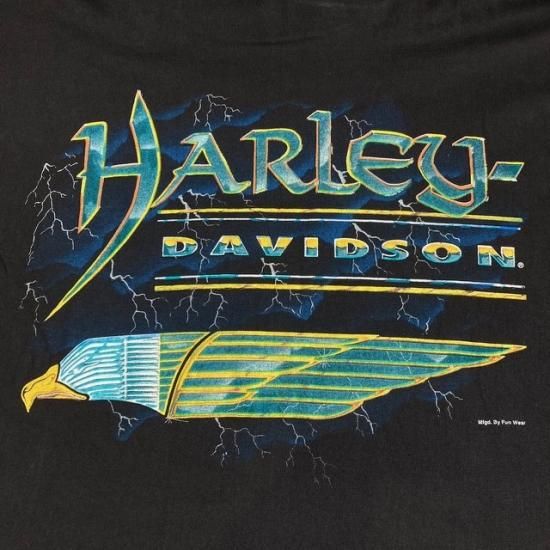 HARLEY-
DAVIDSON®
Mfgd. By Fun Wear